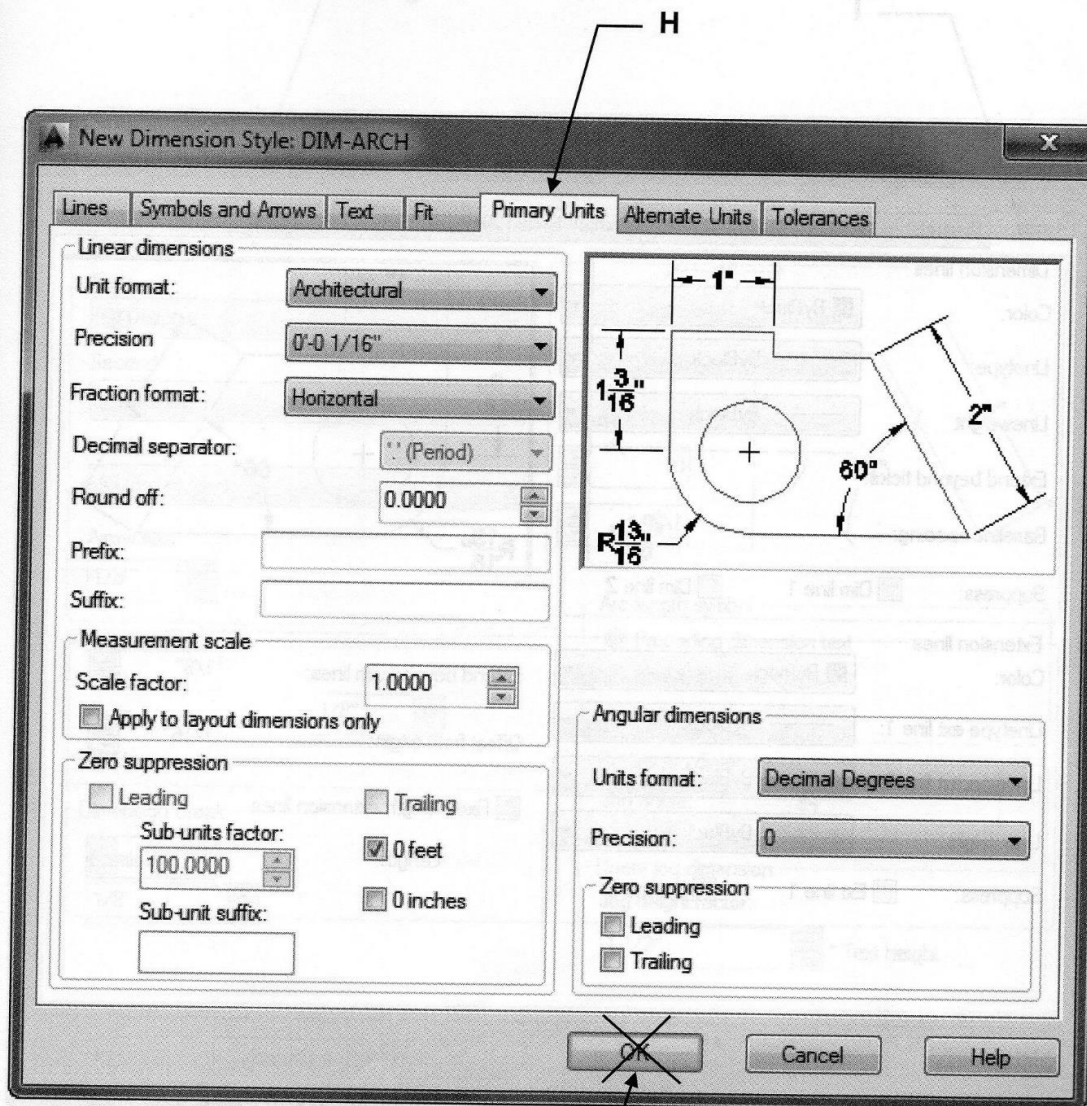 H
New Dimension Style: DIM-ARCH
X
Lines Symbols and Arrows Text Fit Primary Units Alternate Units Tolerances
Linear dimensions
Unit format: Architectural
Precision 0'-0 1/16"
Fraction format: Horizontal
Decimal separator: '.' (Period)
Round off: 0.0000
Prefix:
Suffix:
Measurement scale
Scale factor: 1.0000
Apply to layout dimensions only
Zero suppression
Leading Trailing
Sub-units factor: 0 feet
100.0000
Sub-unit suffix: 0 inches
1"
1 3/16"
2"
60°
R13/16"
Angular dimensions
Units format: Decimal Degrees
Precision: 0
Zero suppression
Leading
Trailing
OK Cancel Help